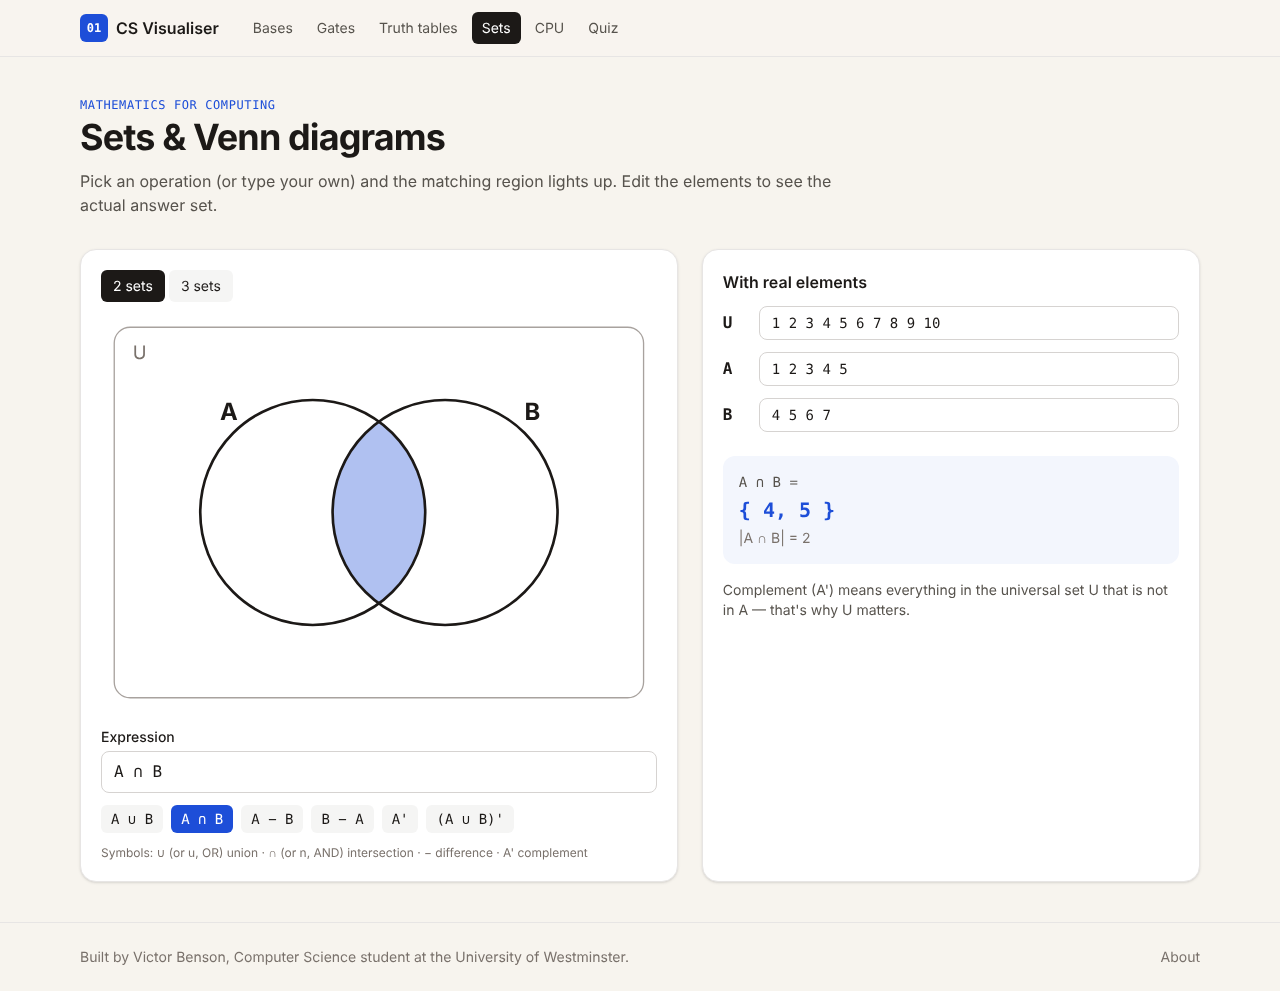 01 CS Visualiser Bases Gates Truth tables Sets CPU Quiz
MATHEMATICS FOR COMPUTING
Sets & Venn diagrams
Pick an operation (or type your own) and the matching region lights up. Edit the elements to see the
actual answer set.
2 sets 3 sets
U
A B
Expression
A ∩ B
A ∪ B A ∩ B A − B B − A A' (A ∪ B)'
Symbols: ∪ (or u, OR) union · ∩ (or n, AND) intersection · − difference · A' complement
With real elements
U 1 2 3 4 5 6 7 8 9 10
A 1 2 3 4 5
B 4 5 6 7
A ∩ B =
{ 4, 5 }
|A ∩ B| = 2
Complement (A') means everything in the universal set U that is not
in A — that's why U matters.
Built by Victor Benson, Computer Science student at the University of Westminster. About